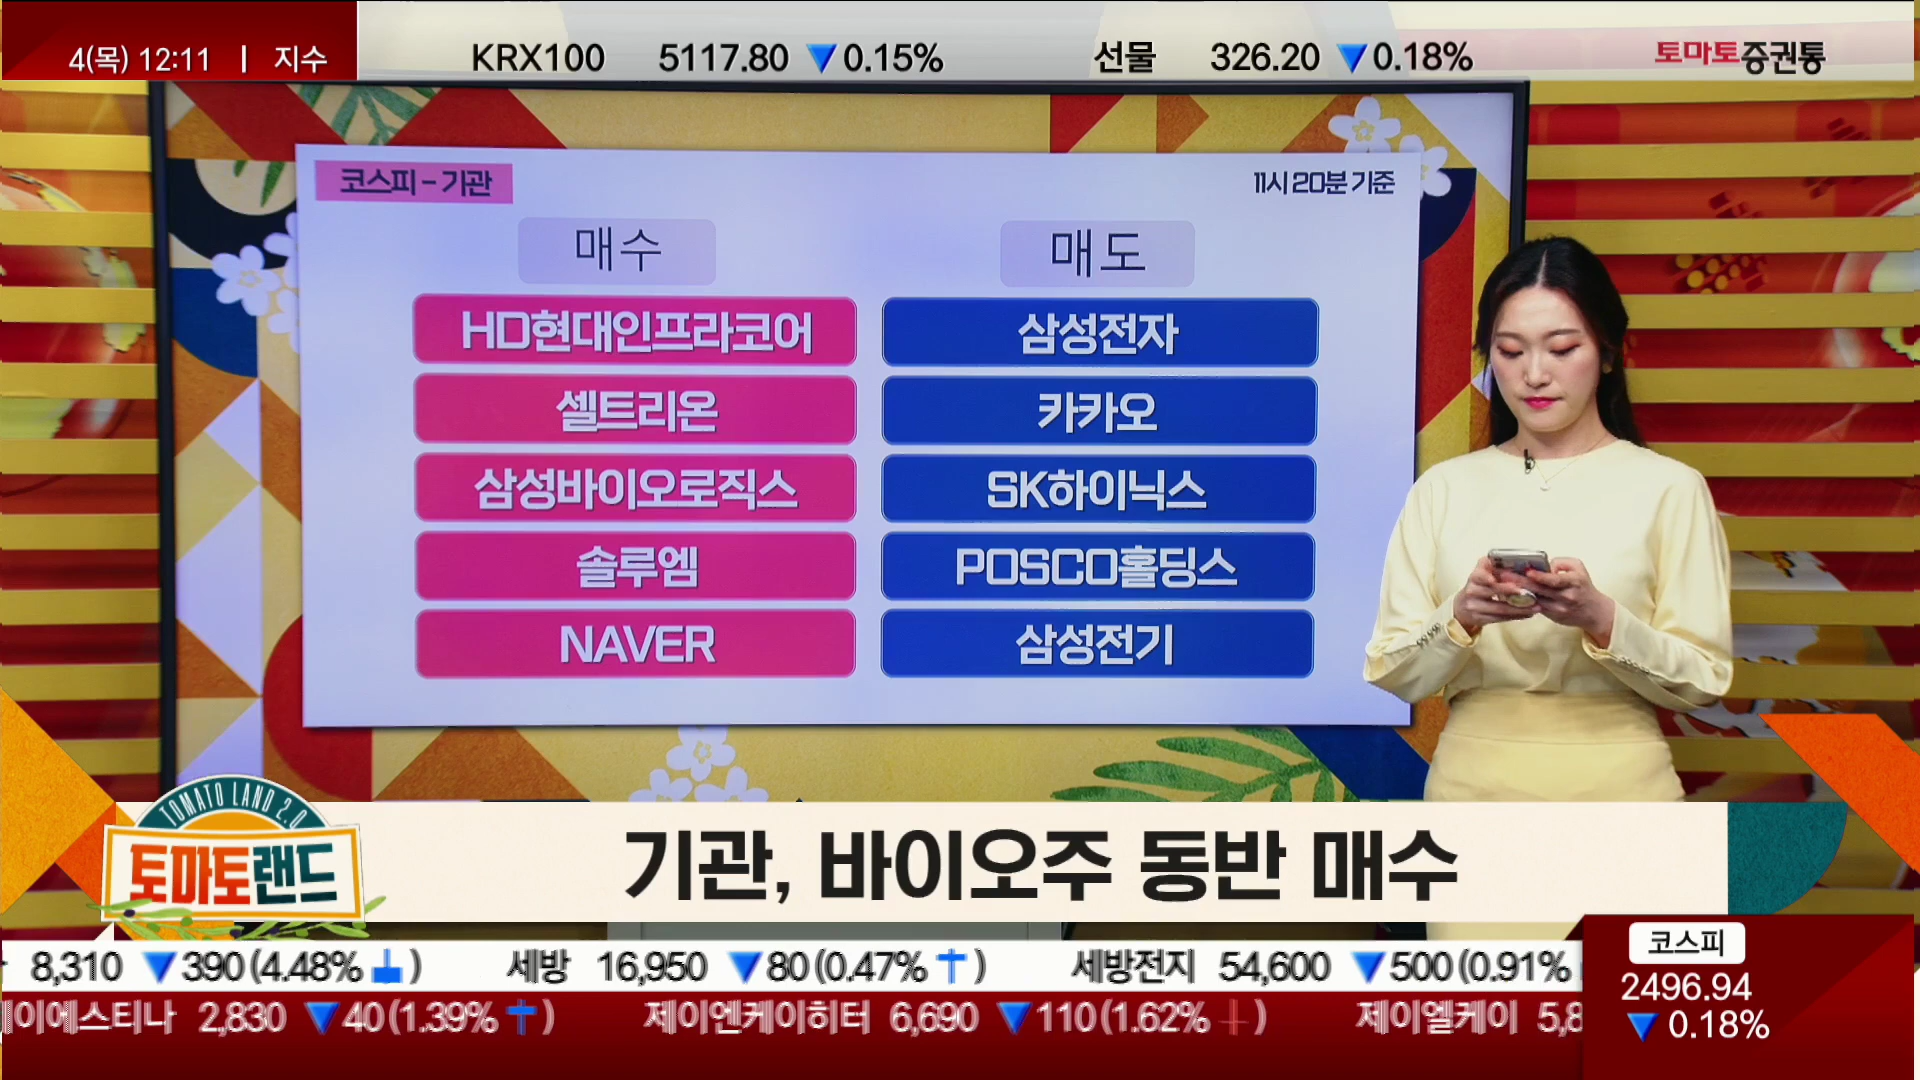 4(목) 12:11 | 지수 KRX100 5117.80 ▼0.15% 선물 326.20 ▼0.18% 토마토증권통
코스피 - 기관 11시 20분 기준
매수 매도
HD현대인프라코어 삼성전자
셀트리온 카카오
삼성바이오로직스 SK하이닉스
솔루엠 POSCO홀딩스
NAVER 삼성전기
TOMATO LAND 2.0
토마토랜드
기관, 바이오주 동반 매수
8,310 ▼390(4.48%) 세방 16,950 ▼80(0.47%) 세방전지 54,600 ▼500(0.91%
이에스티나 2,830 ▼40(1.39%) 제이엔케이히터 6,690 ▼110(1.62%) 제이엘케이
코스피
2496.94
▼ 0.18%